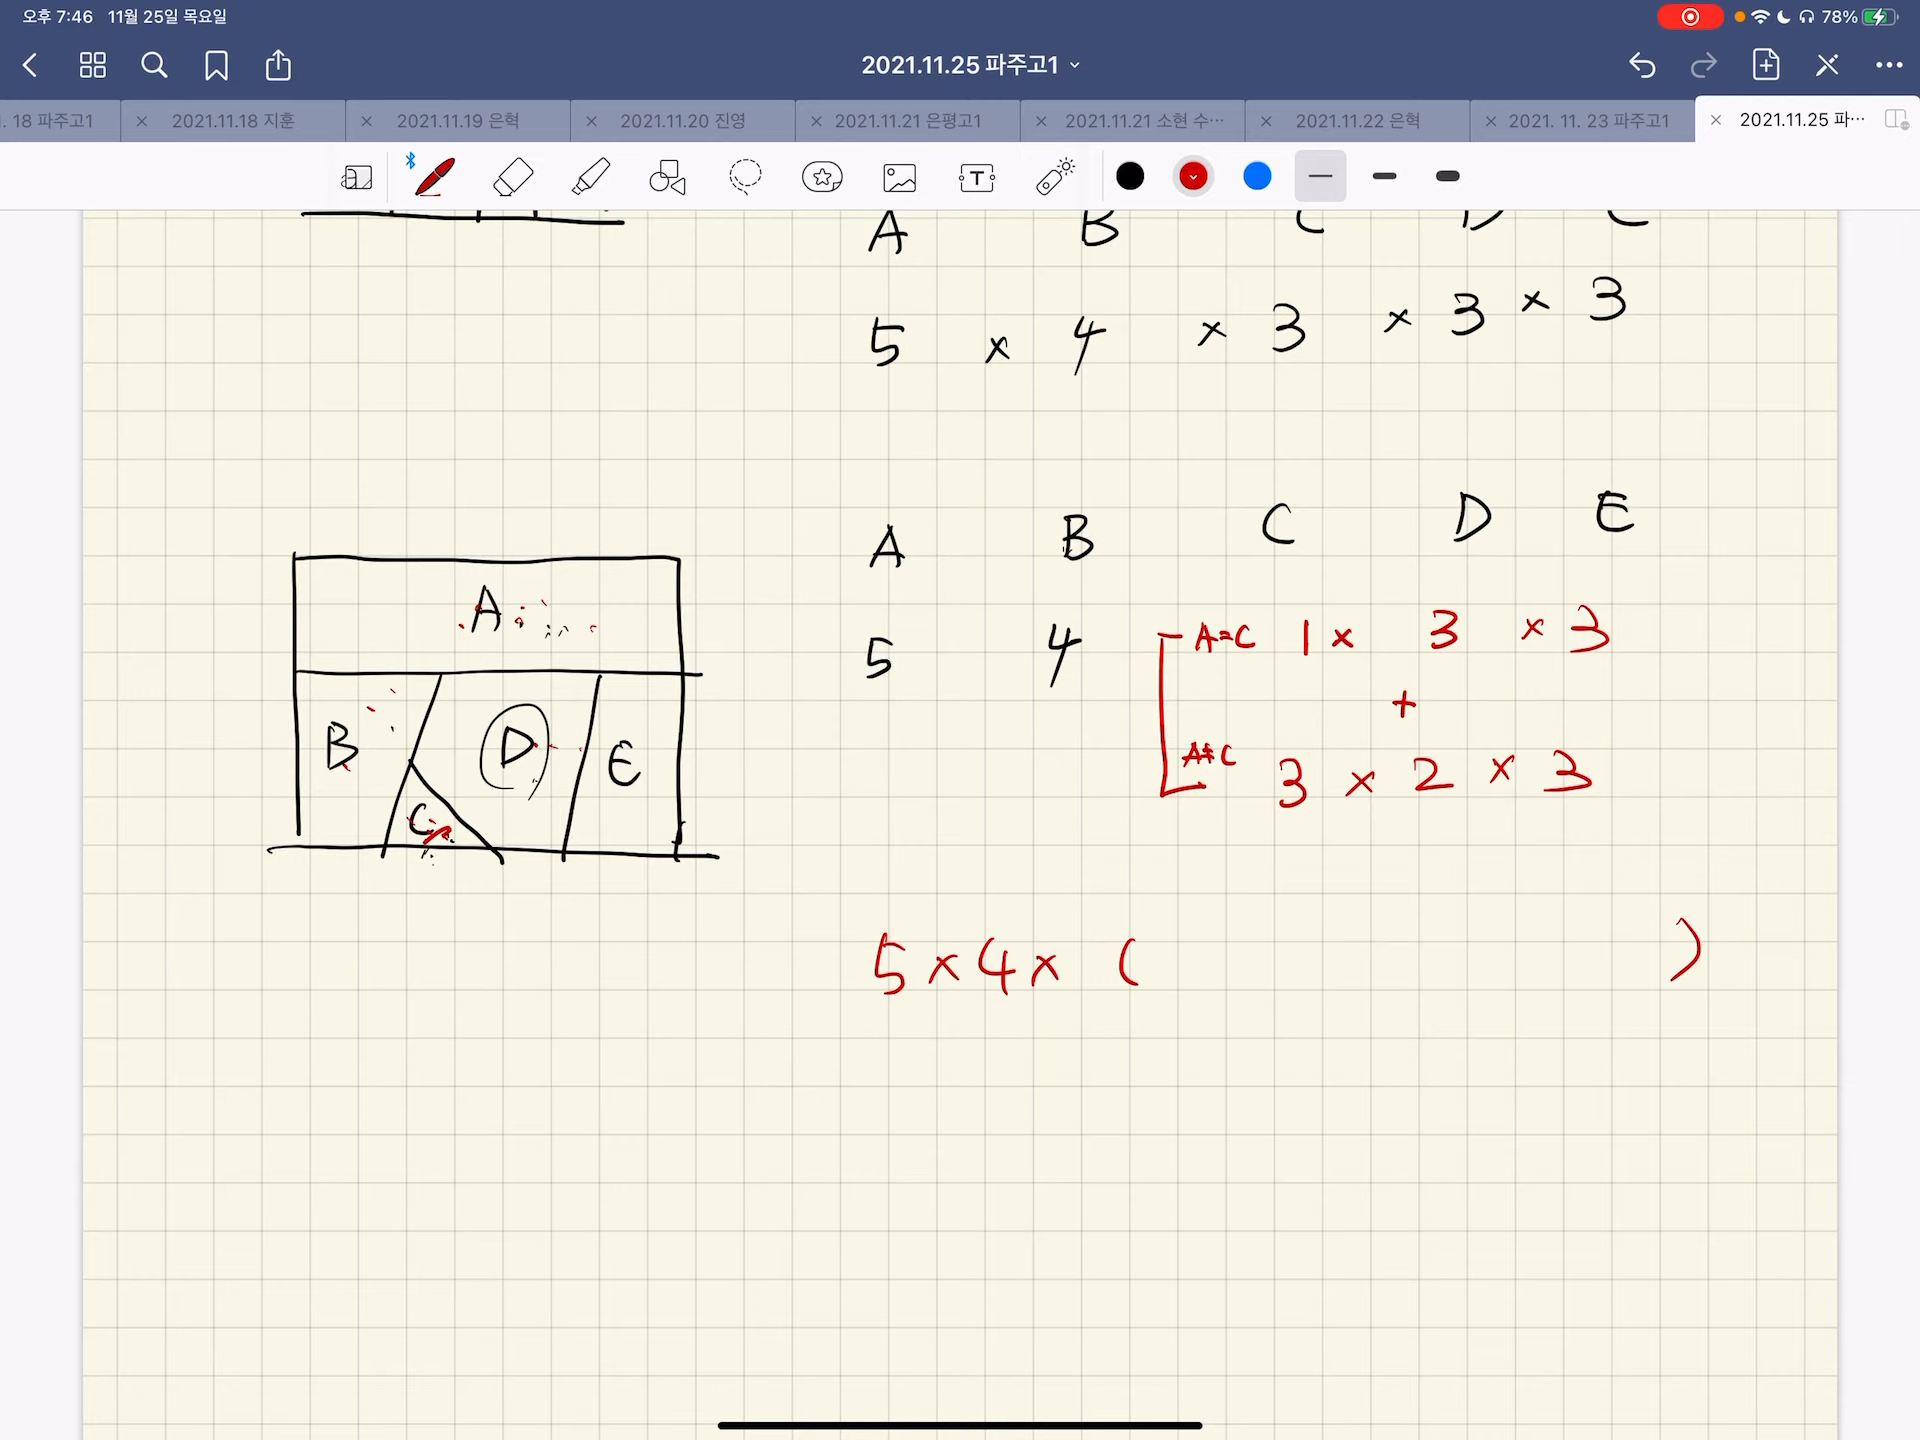 오후 7:46 11월 25일 목요일
78%
2021.11.25 파주고1
. 18 파주고1
2021.11.18 지훈
2021.11.19 은혁
2021.11.20 진영
2021.11.21 은평고1
2021.11.21 소현 수…
2021.11.22 은혁
2021. 11. 23 파주고1
2021.11.25 파…
A B C D E
5 × 4 × 3 × 3 × 3
A B C D E
5 4
A=C 1 × 3 × 3
+
A≠C 3 × 2 × 3
A
B D E
C
5 × 4 × ( )